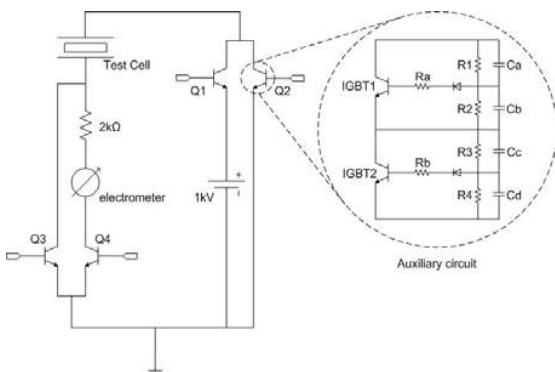 Test Cell
2kΩ
electrometer
Q3
Q4
Q1
Q2
1kV
+
-
IGBT1
Ra
R1
Ca
R2
Cb
IGBT2
Rb
R3
Cc
R4
Cd
Auxiliary circuit